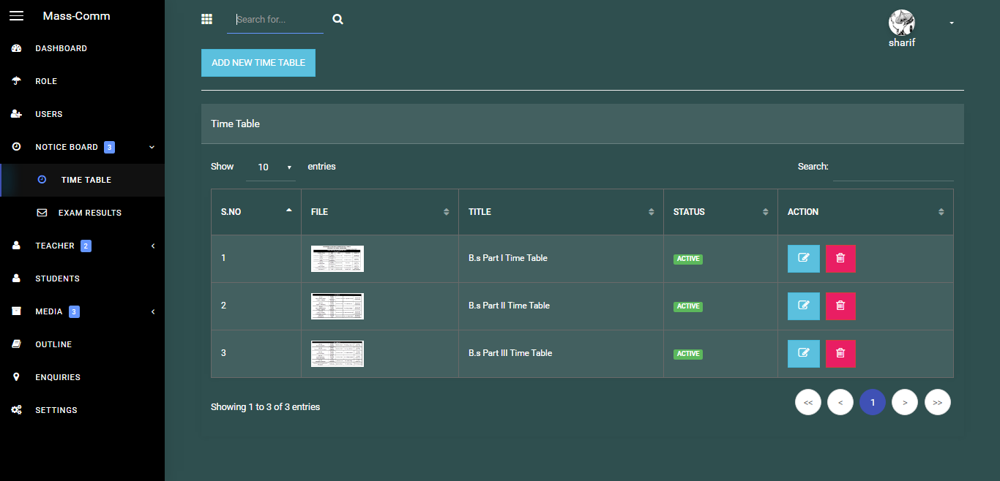 Mass-Comm
DASHBOARD
ROLE
USERS
NOTICE BOARD 3
TIME TABLE
EXAM RESULTS
TEACHER 2
STUDENTS
MEDIA 3
OUTLINE
ENQUIRIES
SETTINGS
Search for...
sharif
ADD NEW TIME TABLE
Time Table
Show 10 entries
Search:
S.NO FILE TITLE STATUS ACTION
1 B.s Part I Time Table ACTIVE
2 B.s Part II Time Table ACTIVE
3 B.s Part III Time Table ACTIVE
Showing 1 to 3 of 3 entries
<< < 1 > >>